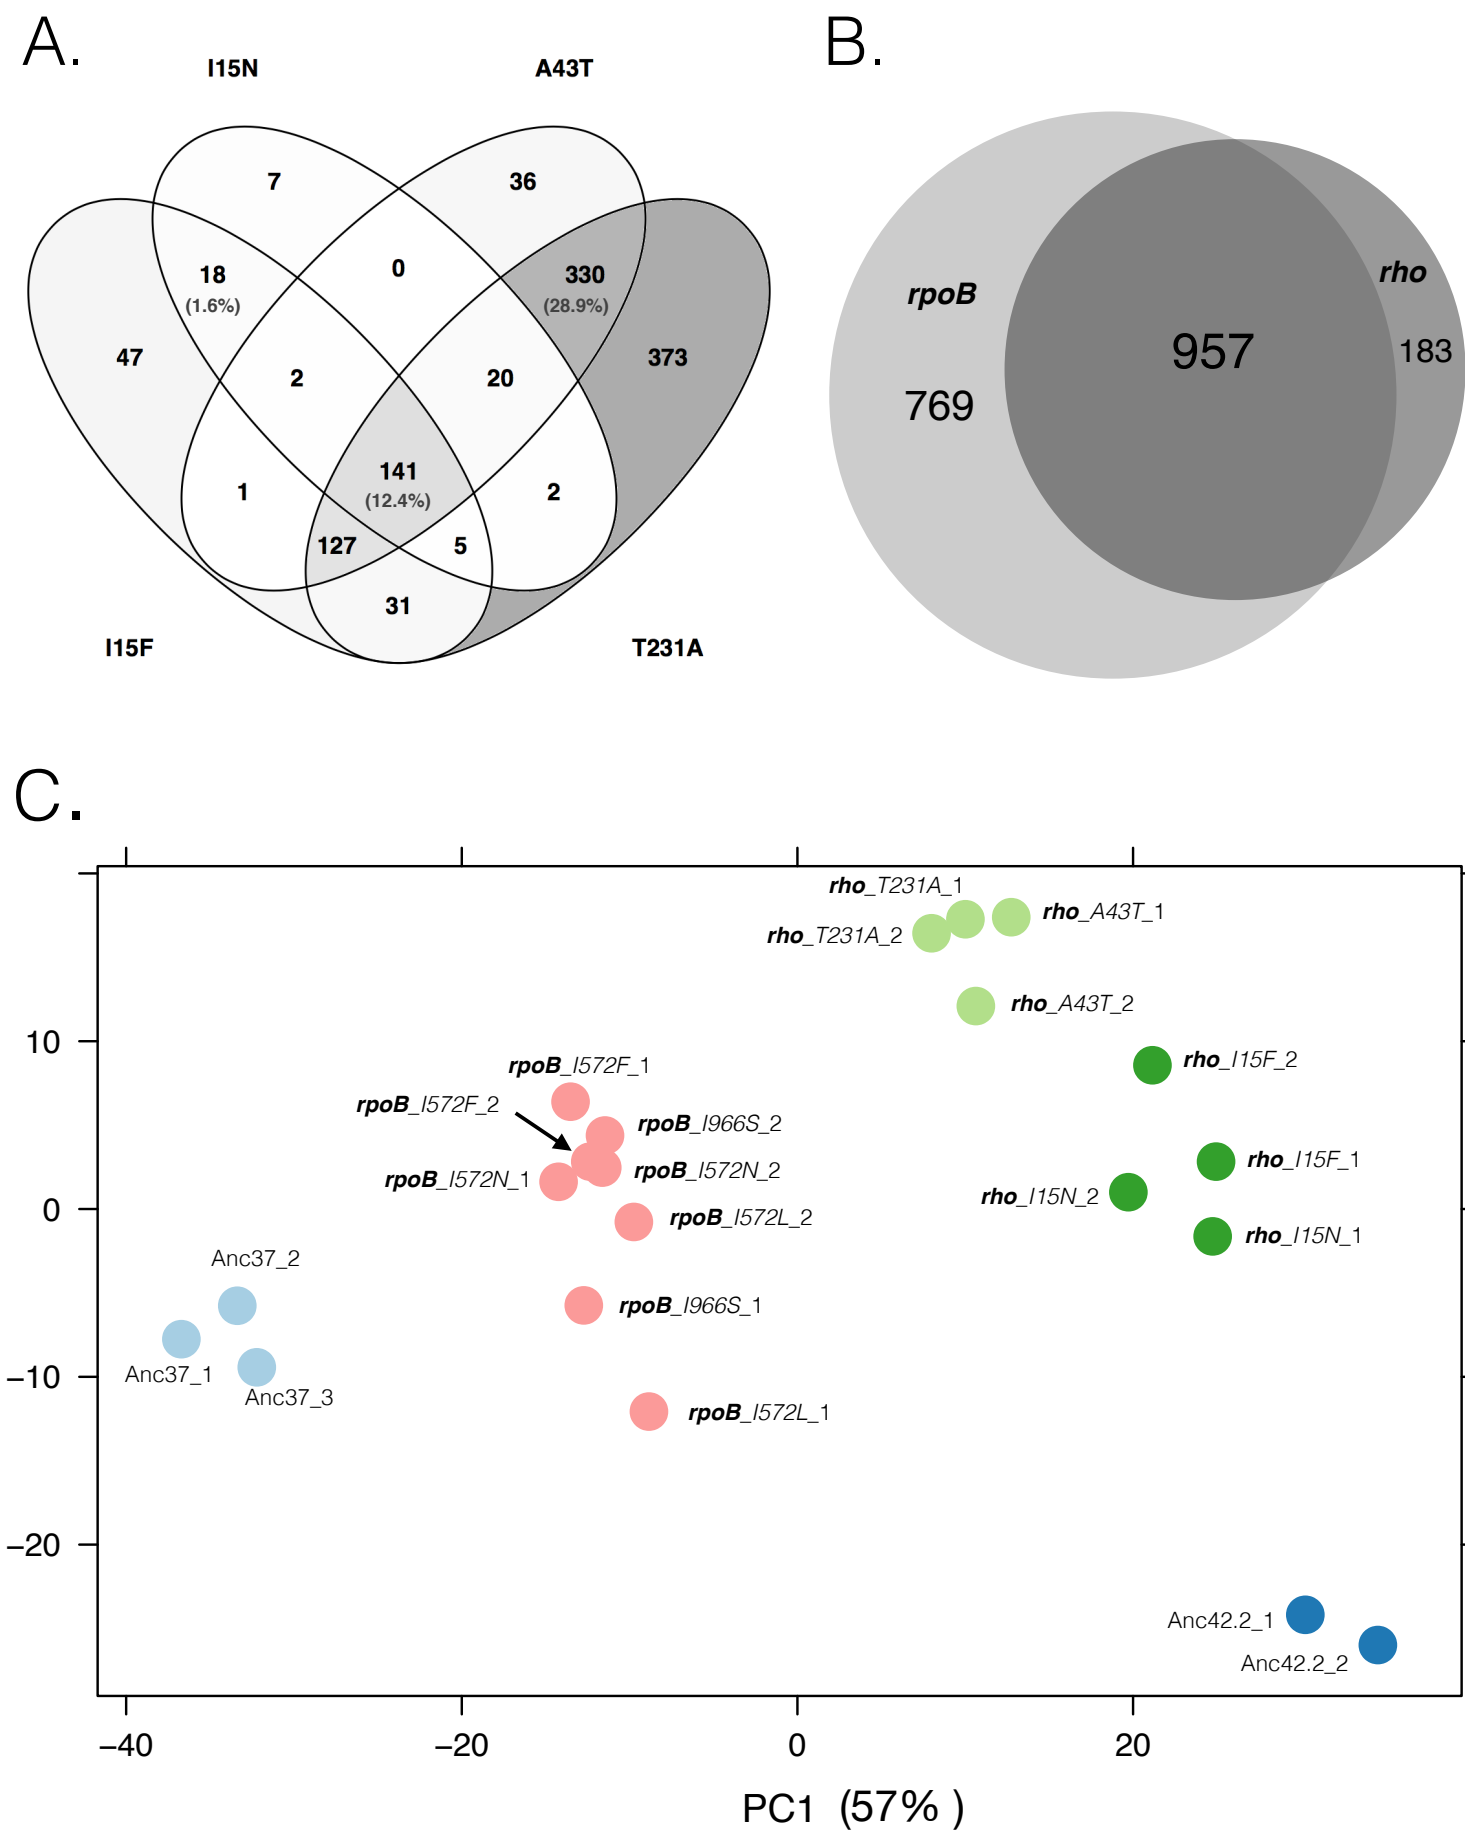 A.
B.
I15N
A43T
7
36
18
(1.6%)
0
330
(28.9%)
47
2
20
373
141
(12.4%)
1
2
127
5
31
I15F
T231A
rpoB
769
957
rho
183
C.
rho_T231A_1
rho_A43T_1
rho_T231A_2
rho_A43T_2
rho_I15F_2
rpoB_I572F_1
rpoB_I572F_2
rpoB_I966S_2
rpoB_I572N_2
rpoB_I572N_1
rho_I15F_1
rho_I15N_2
rpoB_I572L_2
rho_I15N_1
Anc37_2
rpoB_I966S_1
Anc37_1
Anc37_3
rpoB_I572L_1
Anc42.2_1
Anc42.2_2
10
0
−10
−20
−40
−20
0
20
PC1 (57% )